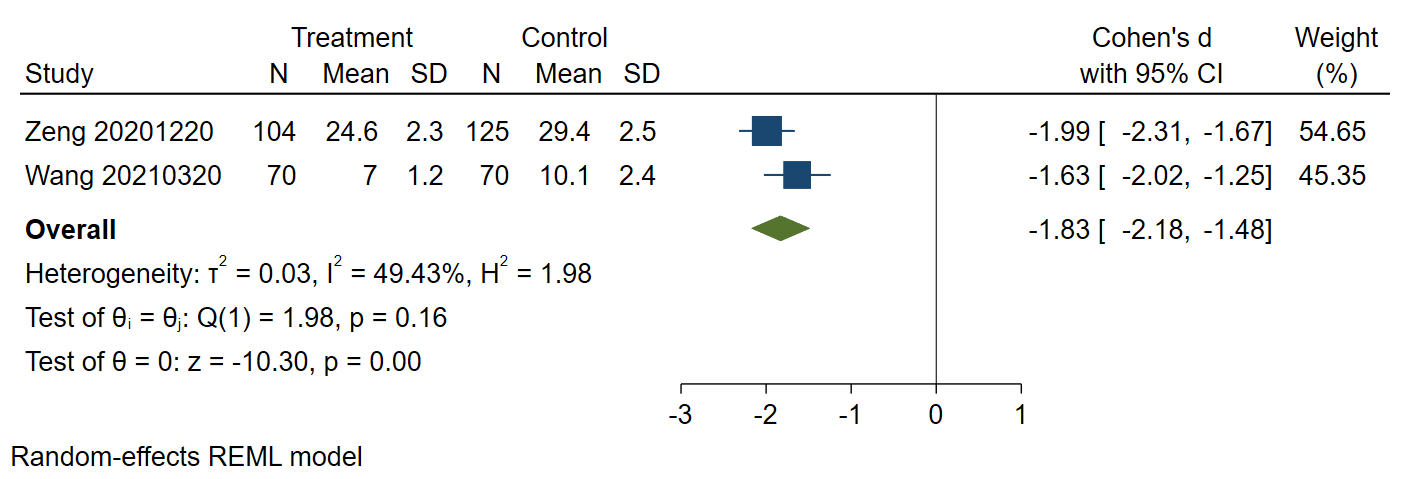 Treatment Control Cohen's d Weight
Study N Mean SD N Mean SD with 95% CI (%)
Zeng 20201220 104 24.6 2.3 125 29.4 2.5 -1.99 [ -2.31, -1.67] 54.65
Wang 20210320 70 7 1.2 70 10.1 2.4 -1.63 [ -2.02, -1.25] 45.35
Overall -1.83 [ -2.18, -1.48]
Heterogeneity: τ² = 0.03, I² = 49.43%, H² = 1.98
Test of θᵢ = θⱼ: Q(1) = 1.98, p = 0.16
Test of θ = 0: z = -10.30, p = 0.00
-3 -2 -1 0 1
Random-effects REML model